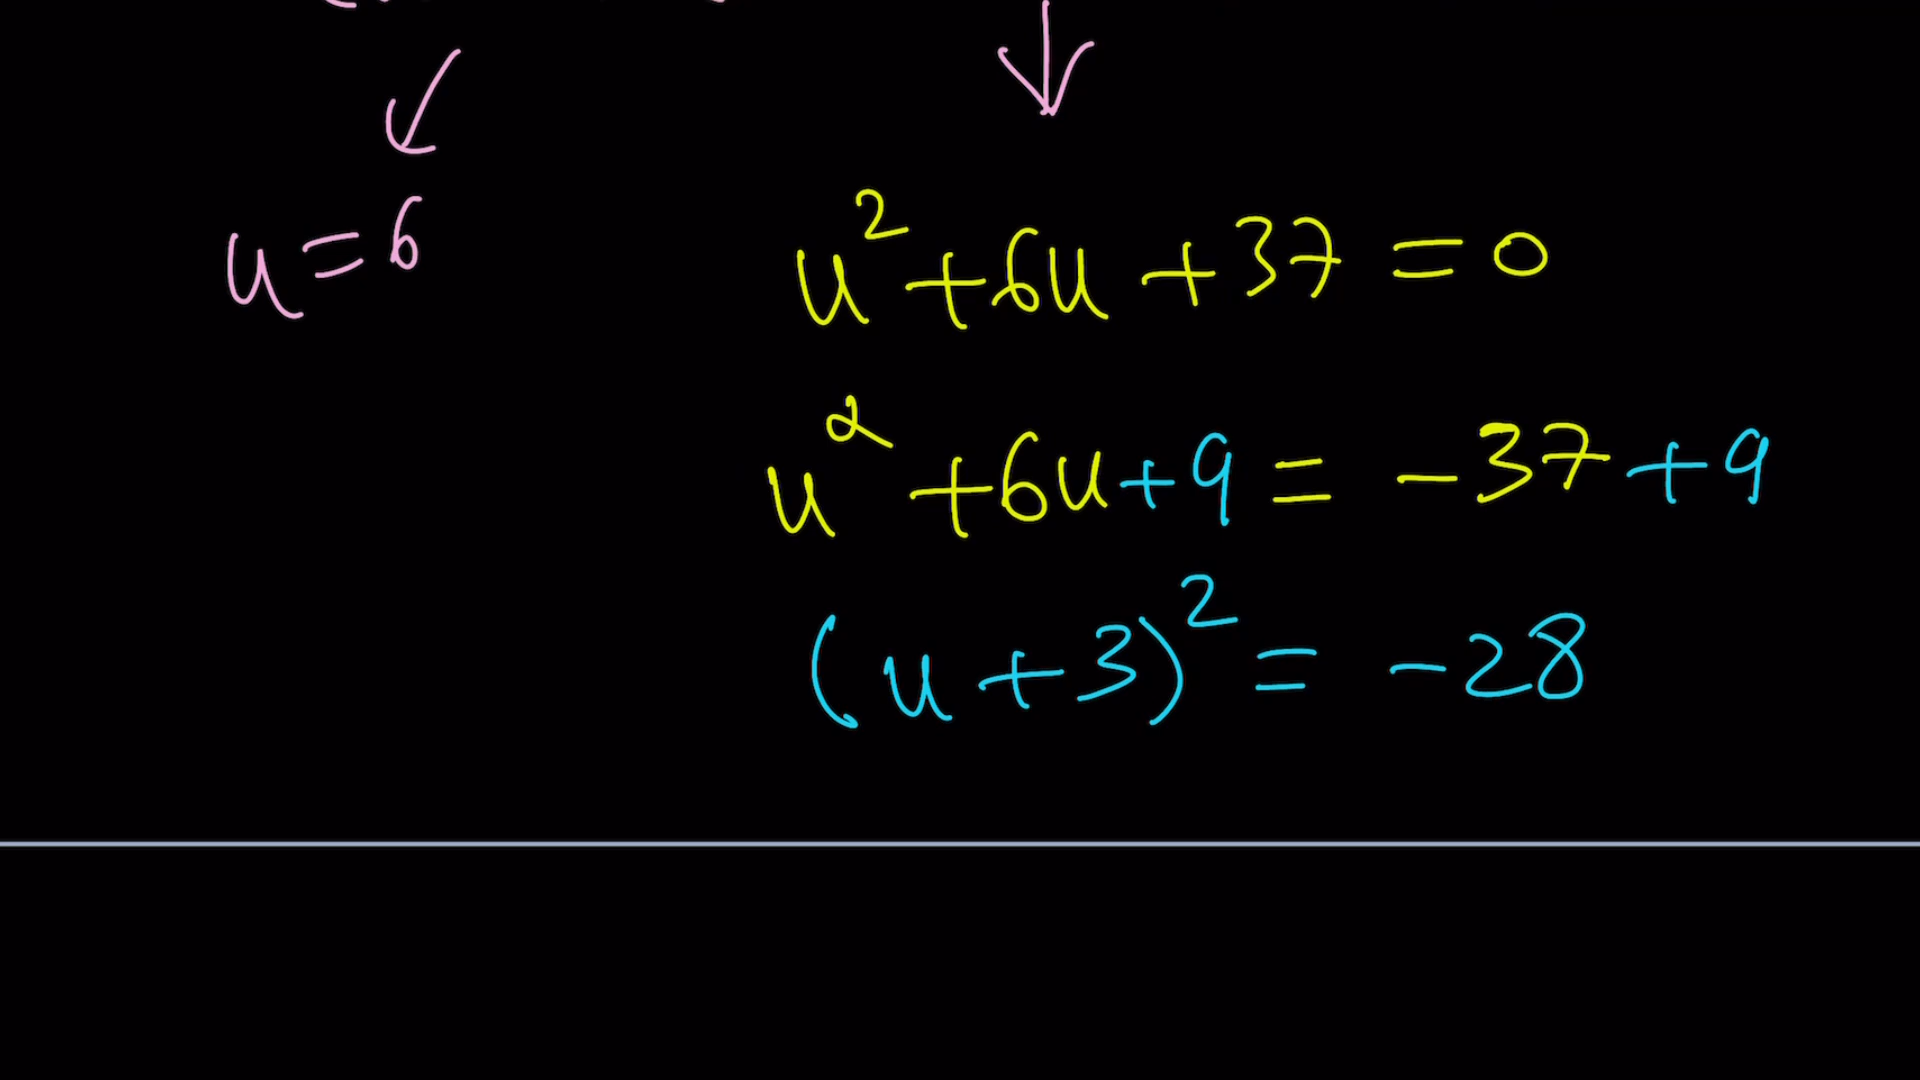 u = 6
u² + 6u + 37 = 0
u² + 6u + 9 = -37 + 9
(u + 3)² = -28